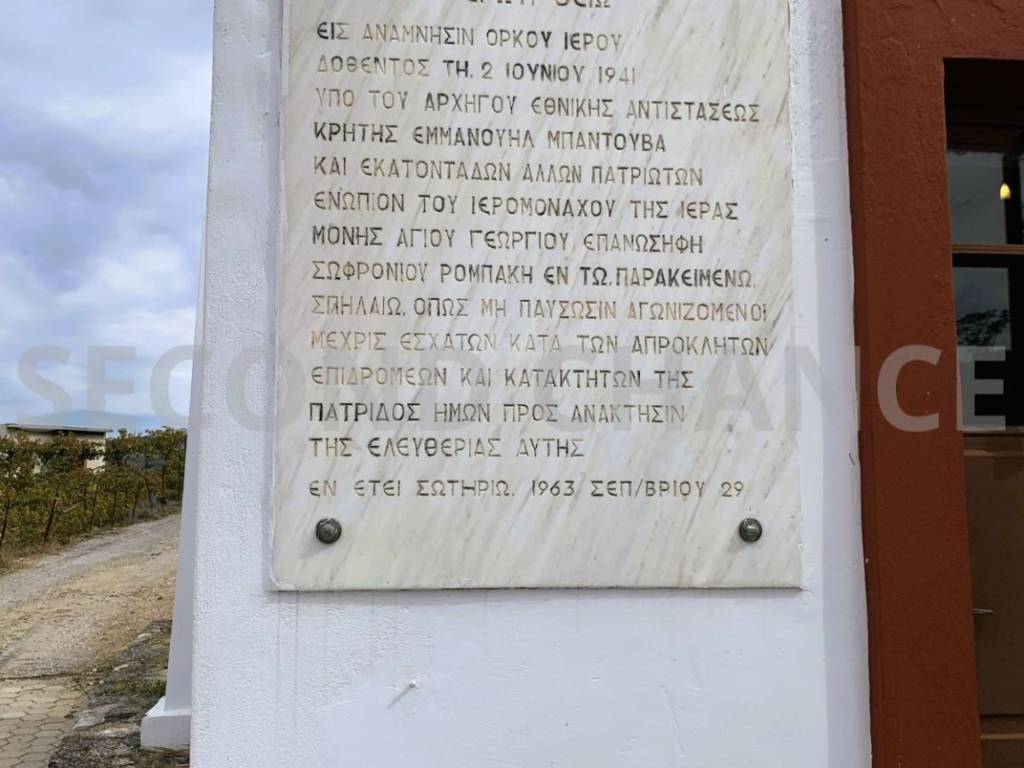 ΕΙΣ ΑΝΑΜΝΗΣΙΝ ΟΡΚΟΥ ΙΕΡΟΥ
ΔΟΘΕΝΤΟΣ ΤΗ. 2 ΙΟΥΝΙΟΥ 1941
ΥΠΟ ΤΟΥ ΑΡΧΗΓΟΥ ΕΘΝΙΚΗΣ ΑΝΤΙΣΤΑΣΕΩΣ
ΚΡΗΤΗΣ ΕΜΜΑΝΟΥΗΛ ΜΠΑΝΤΟΥΒΑ
ΚΑΙ ΕΚΑΤΟΝΤΑΔΩΝ ΑΛΛΩΝ ΠΑΤΡΙΩΤΩΝ
ΕΝΩΠΙΟΝ ΤΟΥ ΙΕΡΟΜΟΝΑΧΟΥ ΤΗΣ ΙΕΡΑΣ
ΜΟΝΗΣ ΑΓΙΟΥ ΓΕΩΡΓΙΟΥ ΕΠΑΝΩΣΗΦΗ
ΣΩΦΡΟΝΙΟΥ ΡΟΜΠΑΚΗ ΕΝ ΤΩ. ΠΑΡΑΚΕΙΜΕΝΩ.
ΣΠΗΛΑΙΩ. ΟΠΩΣ ΜΗ ΠΑΥΣΩΣΙΝ ΑΓΩΝΙΖΟΜΕΝΟΙ
ΜΕΧΡΙΣ ΕΣΧΑΤΩΝ ΚΑΤΑ ΤΩΝ ΑΠΡΟΚΛΗΤΩΝ
ΕΠΙΔΡΟΜΕΩΝ ΚΑΙ ΚΑΤΑΚΤΗΤΩΝ ΤΗΣ
ΠΑΤΡΙΔΟΣ ΗΜΩΝ ΠΡΟΣ ΑΝΑΚΤΗΣΙΝ
ΤΗΣ ΕΛΕΥΘΕΡΙΑΣ ΑΥΤΗΣ
ΕΝ ΕΤΕΙ ΣΩΤΗΡΙΩ. 1963 ΣΕΠ/ΒΡΙΟΥ 29
SECOND CHANCE